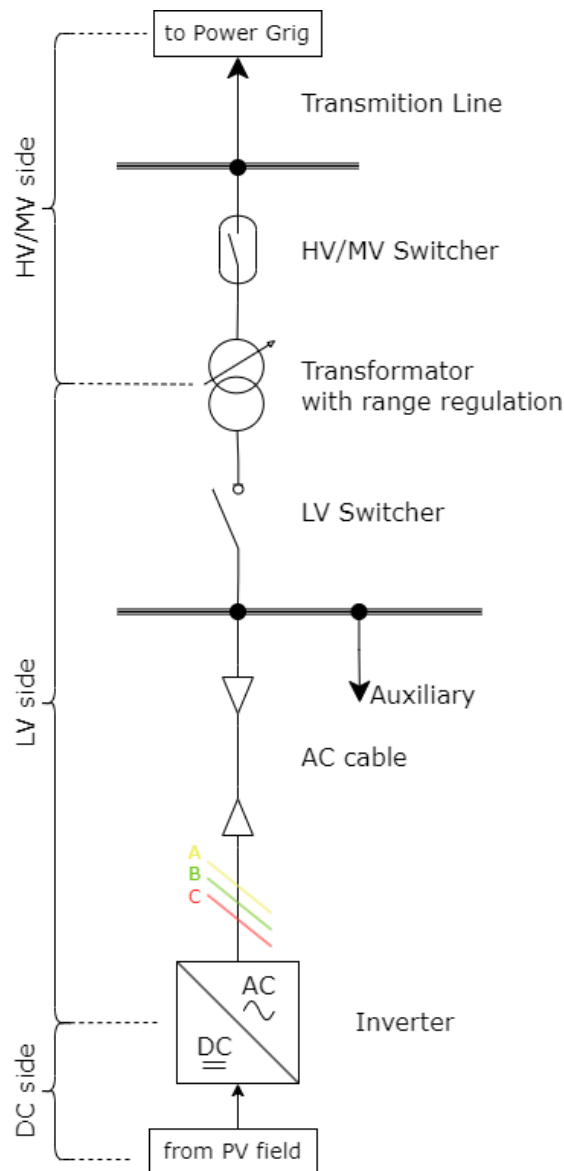 to Power Grig
Transmition Line
HV/MV side
HV/MV Switcher
Transformator
with range regulation
LV Switcher
LV side
Auxiliary
AC cable
A
B
C
AC
DC
Inverter
DC side
from PV field